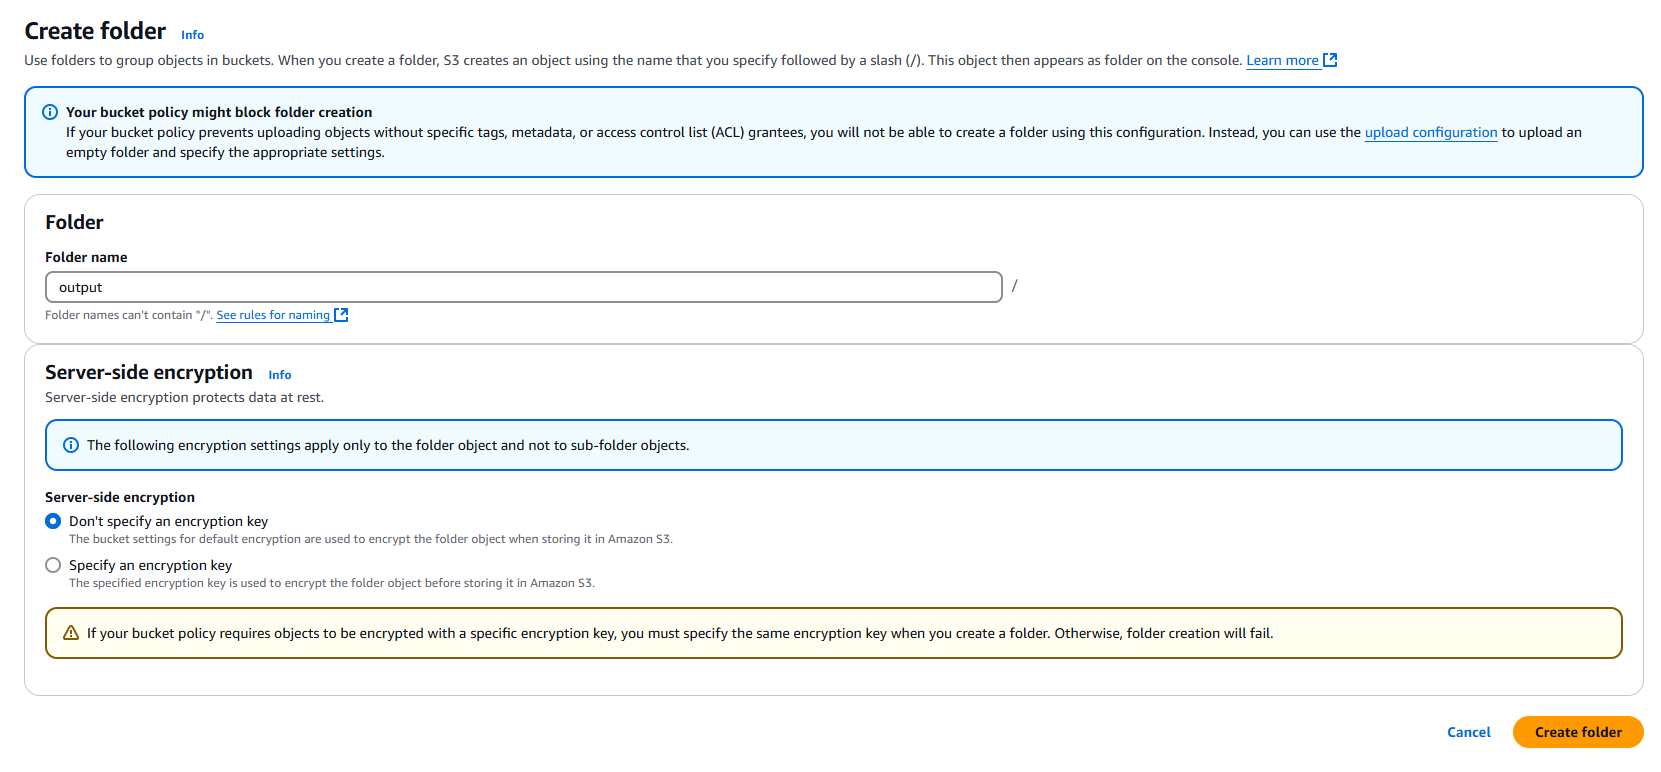 Create folder Info
Use folders to group objects in buckets. When you create a folder, S3 creates an object using the name that you specify followed by a slash (/). This object then appears as folder on the console. Learn more
Your bucket policy might block folder creation
If your bucket policy prevents uploading objects without specific tags, metadata, or access control list (ACL) grantees, you will not be able to create a folder using this configuration. Instead, you can use the upload configuration to upload an
empty folder and specify the appropriate settings.
Folder
Folder name
output /
Folder names can't contain "/". See rules for naming
Server-side encryption Info
Server-side encryption protects data at rest.
The following encryption settings apply only to the folder object and not to sub-folder objects.
Server-side encryption
Don't specify an encryption key
The bucket settings for default encryption are used to encrypt the folder object when storing it in Amazon S3.
Specify an encryption key
The specified encryption key is used to encrypt the folder object before storing it in Amazon S3.
If your bucket policy requires objects to be encrypted with a specific encryption key, you must specify the same encryption key when you create a folder. Otherwise, folder creation will fail.
Cancel Create folder